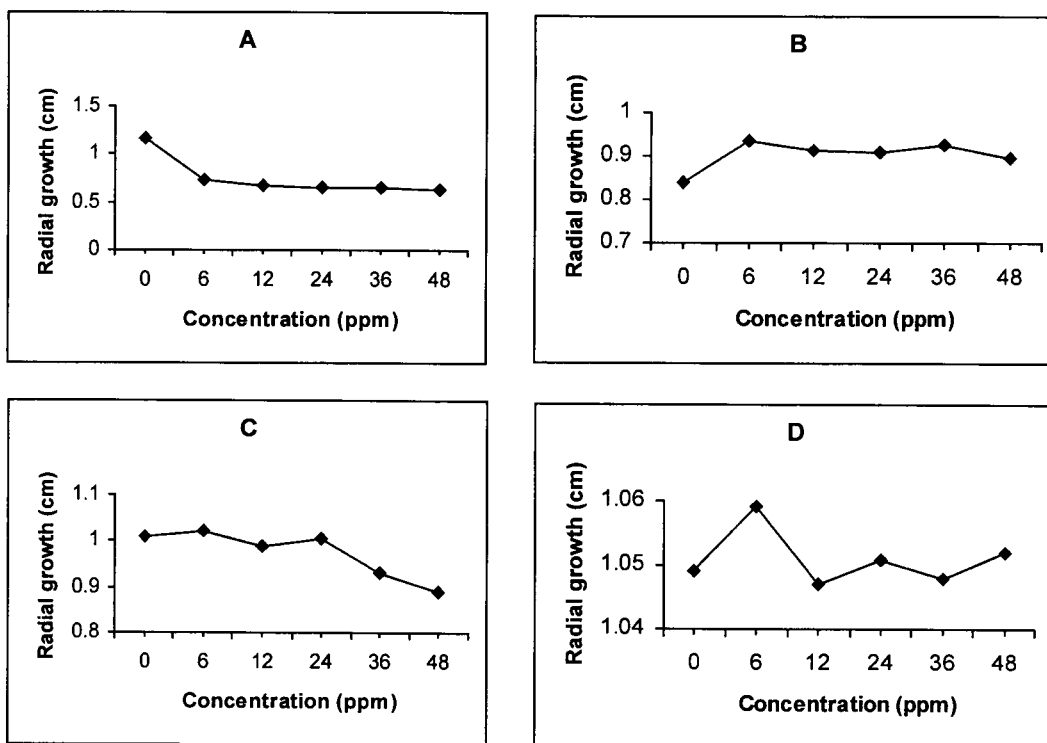 A
Radial growth (cm)
1.5
1
0.5
0
0 6 12 24 36 48
Concentration (ppm)
B
Radial growth (cm)
1
0.9
0.8
0.7
0 6 12 24 36 48
Concentration (ppm)
C
Radial growth (cm)
1.1
1
0.9
0.8
0 6 12 24 36 48
Concentration (ppm)
D
Radial growth (cm)
1.06
1.05
1.04
0 6 12 24 36 48
Concentration (ppm)